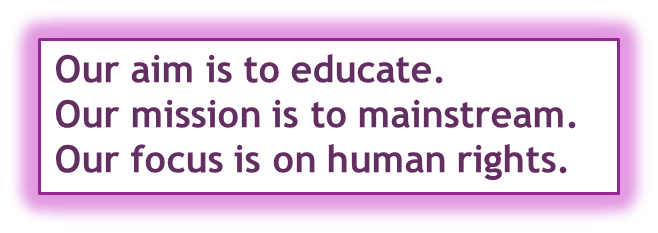 Our aim is to educate.
Our mission is to mainstream.
Our focus is on human rights.